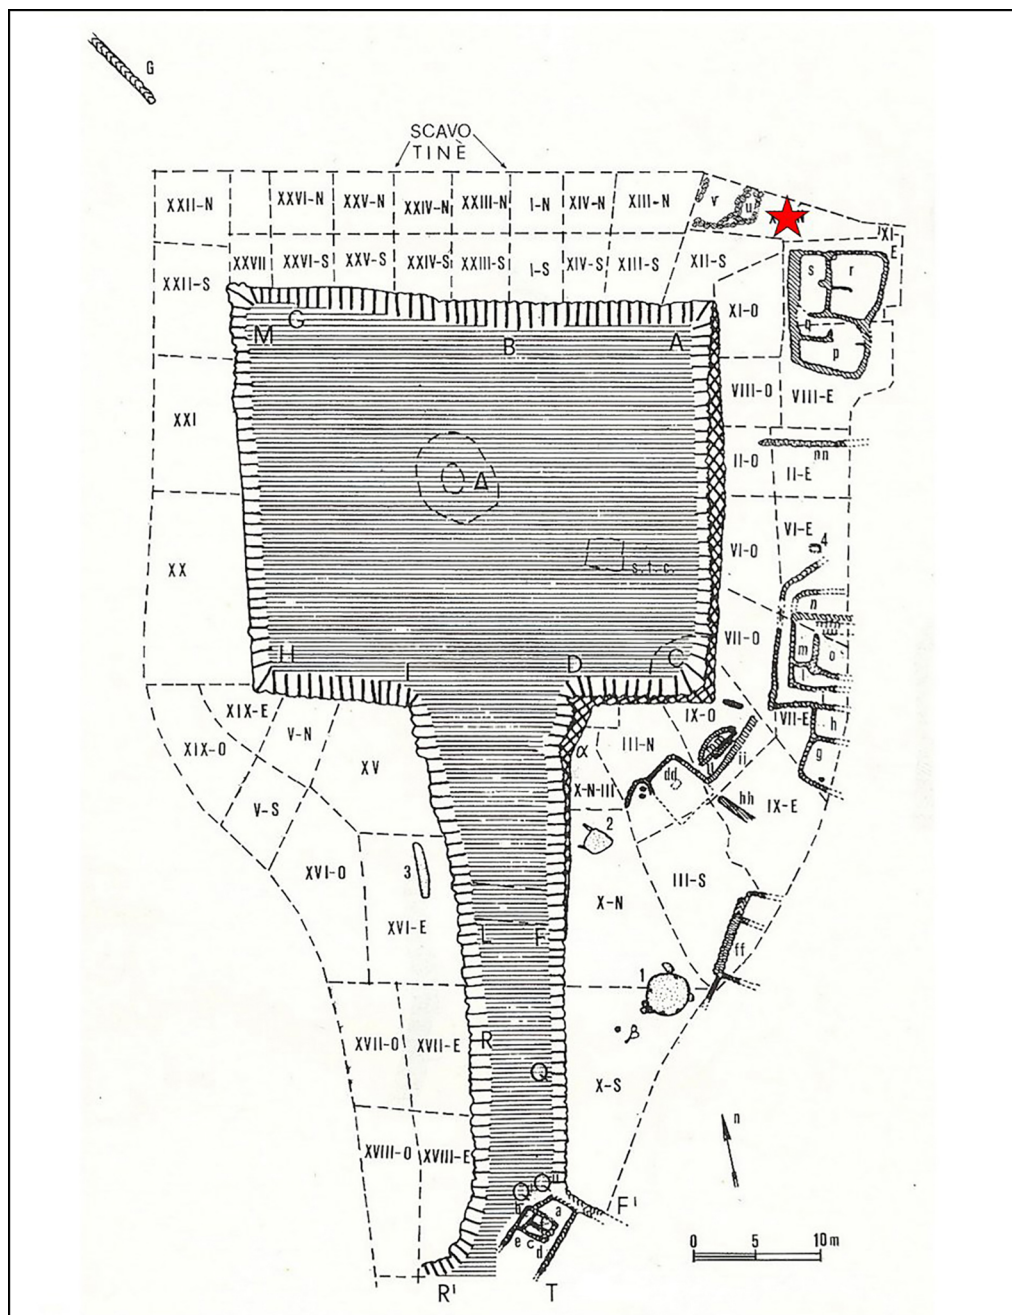 G
SCAVO
TINÈ
XXII-N XXVI-N XXV-N XXIV-N XXIII-N I-N XIV-N XIII-N v u
XI-
E
XXII-S XXVII XXVI-S XXV-S XXIV-S XXIII-S I-S XIV-S XIII-S XII-S
s r
XI-O
M G B A
q
p
VIII-O VIII-E
XXI
II-O nn
II-E
A
VI-E
4
VI-O
s.t.c.
XX
n
VII-O m o
H I D C
l
i
XIX-E IX-O VII-E h
XIX-O V-N III-N ii g
α
XV dd
X-N-III hh IX-E
V-S
2
XVI-O 3 III-S
XVI-E X-N
L F ff
1
β
XVII-O XVII-E R
Q X-S
n
XVIII-O XVIII-E
Q' Q"
b a F'
e c d
0 5 10m
R' T